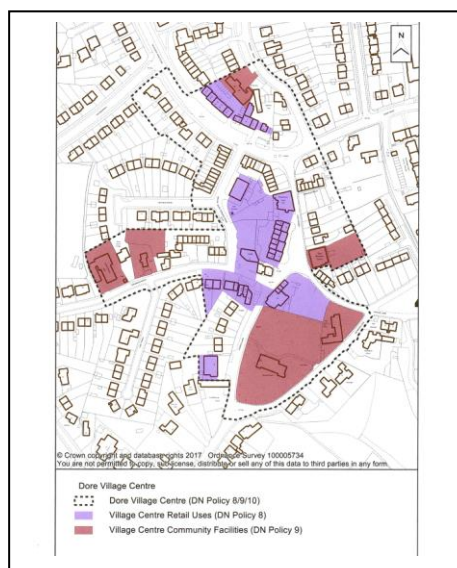 N
© Crown copyright and database rights 2017 Ordnance Survey 100005734
You are not permitted to copy, sub-license, distribute or sell any of this data to third parties in any form.
Dore Village Centre
Dore Village Centre (DN Policy 8/9/10)
Village Centre Retail Uses (DN Policy 8)
Village Centre Community Facilities (DN Policy 9)